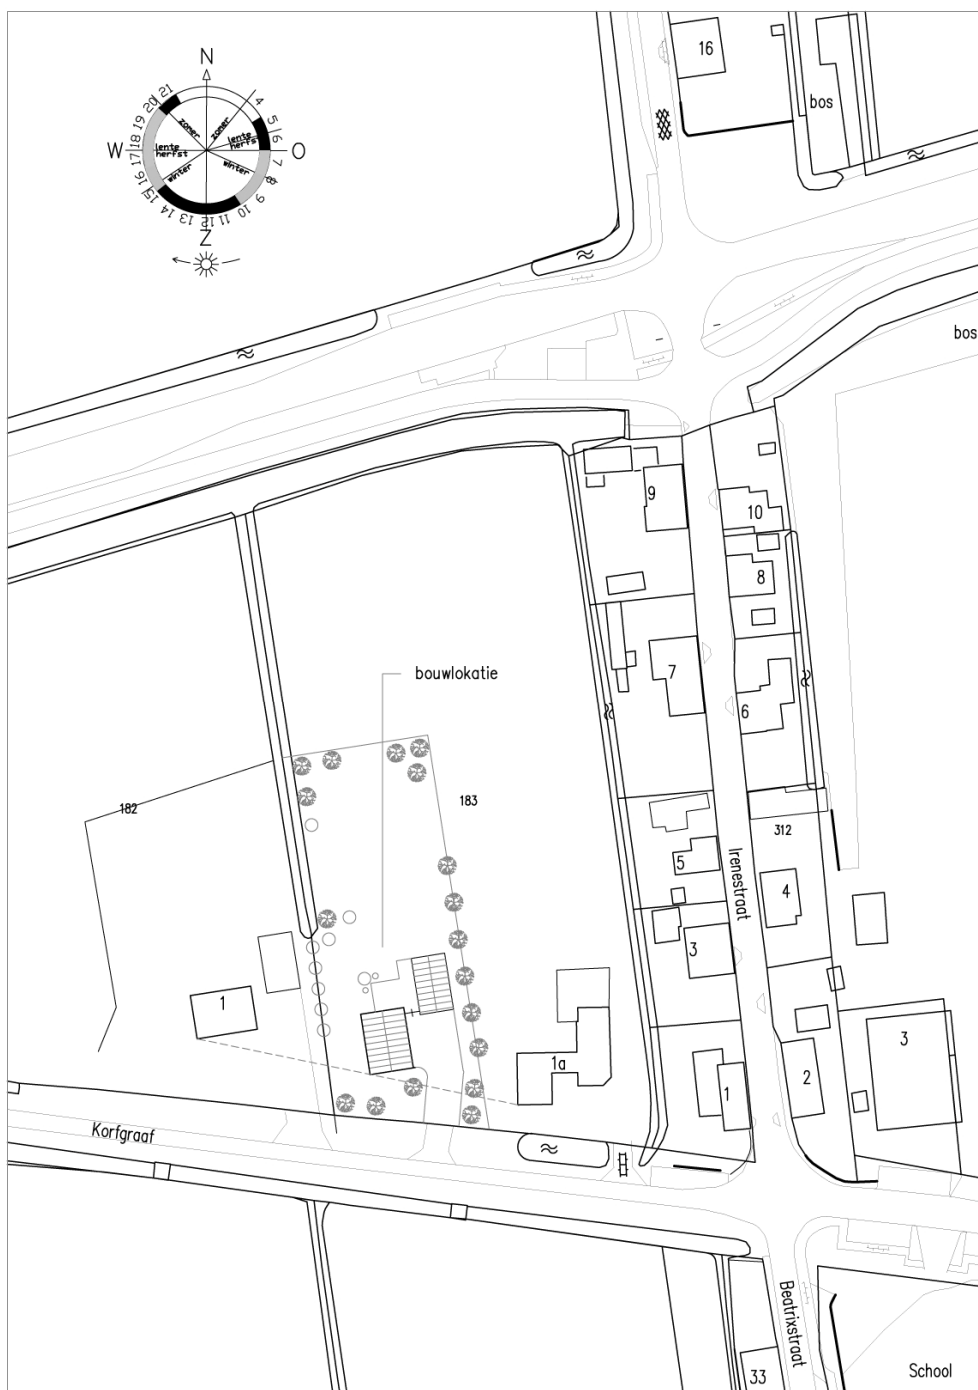 N
W
O
Z
21
20
19
18
17
16
15
14
13
12
11
10
9
8
7
6
5
4
zomer
zomer
lente
herfst
lente
herfs
winter
winter
16
bos
bos
9
10
8
7
6
bouwlokatie
182
183
312
5
Irenestraat
4
3
1
1a
3
2
1
Korfgraaf
Beatrixstraat
33
School